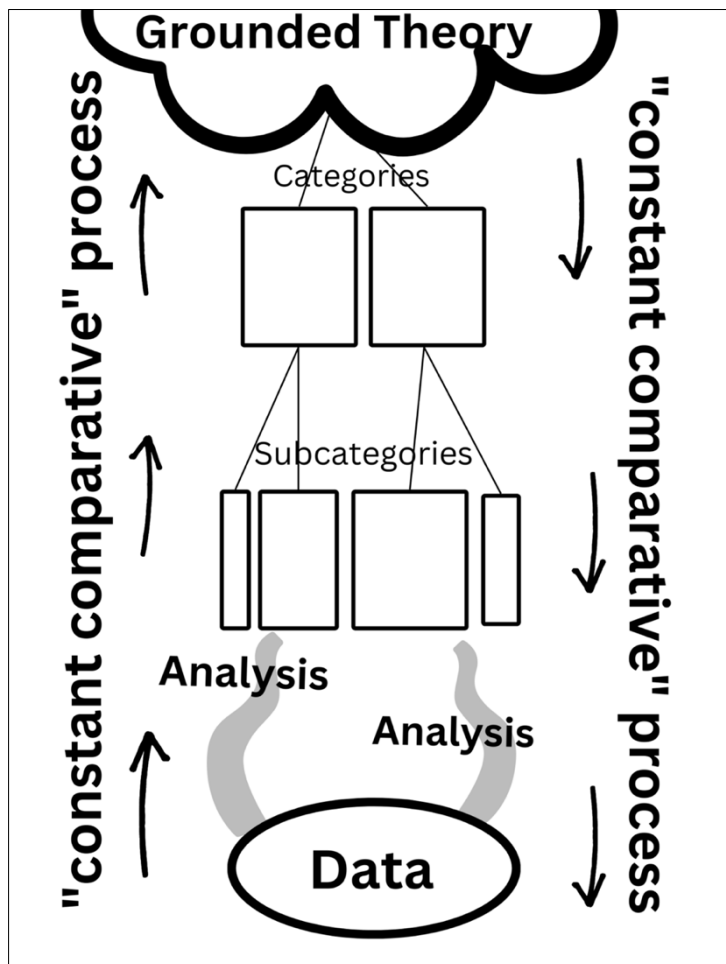 Grounded Theory
"constant comparative" process
"constant comparative" process
Categories
Subcategories
Analysis
Analysis
Data